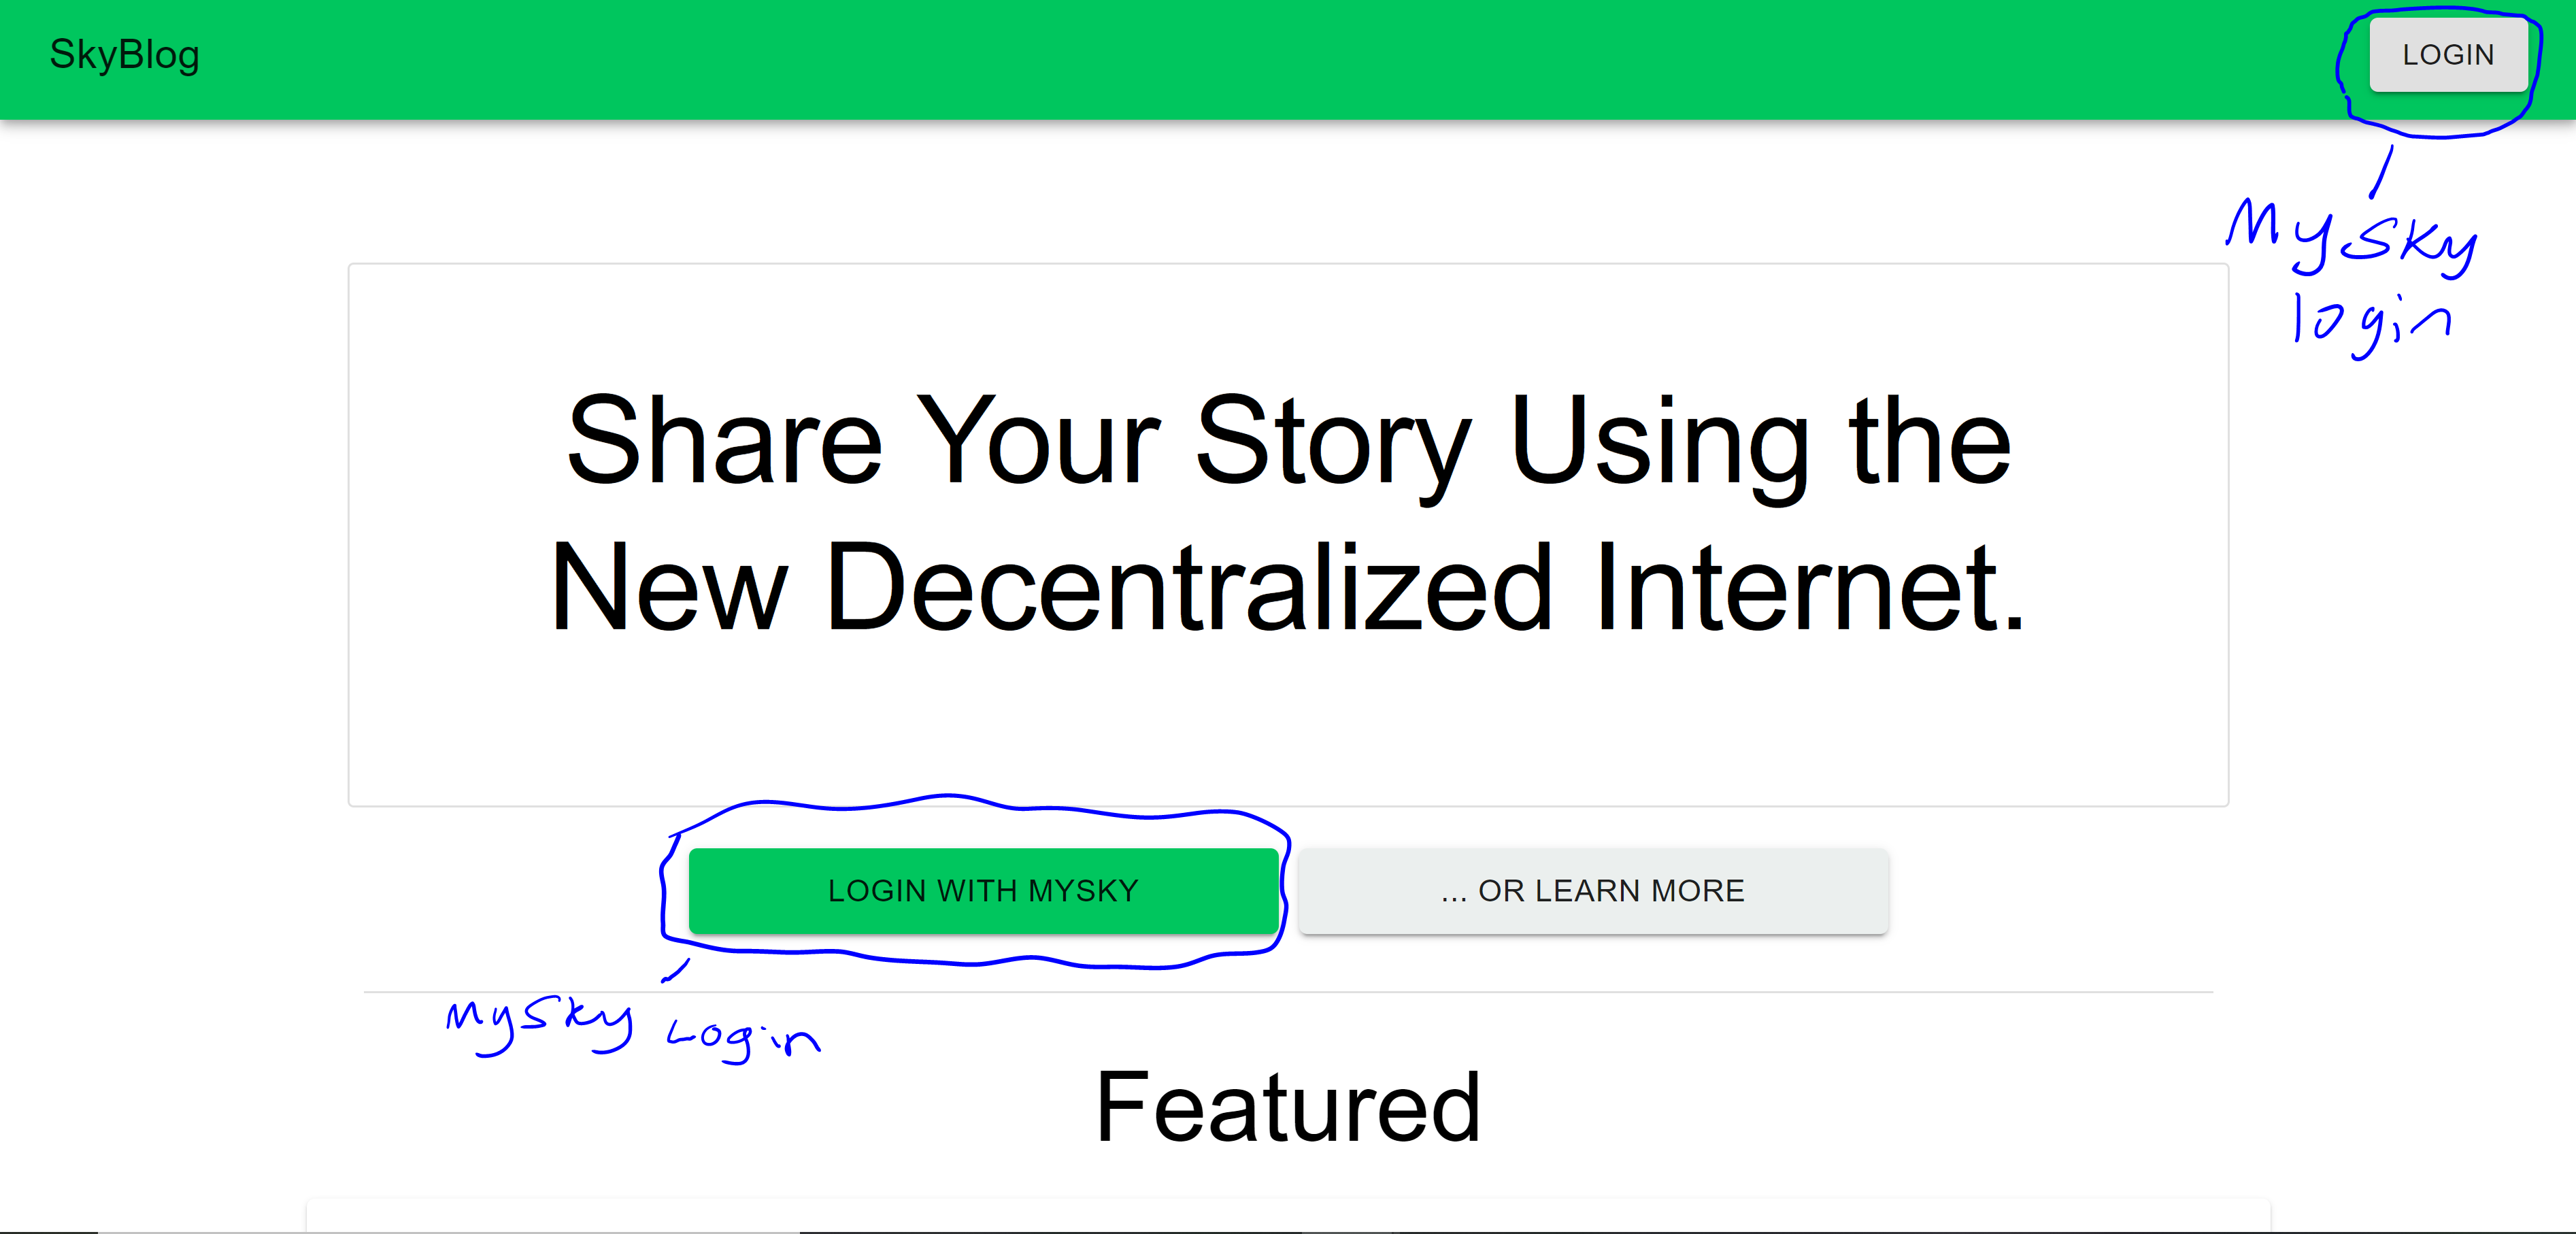 SkyBlog
LOGIN
MySky
login
Share Your Story Using the
New Decentralized Internet.
LOGIN WITH MYSKY
... OR LEARN MORE
MySky Login
Featured